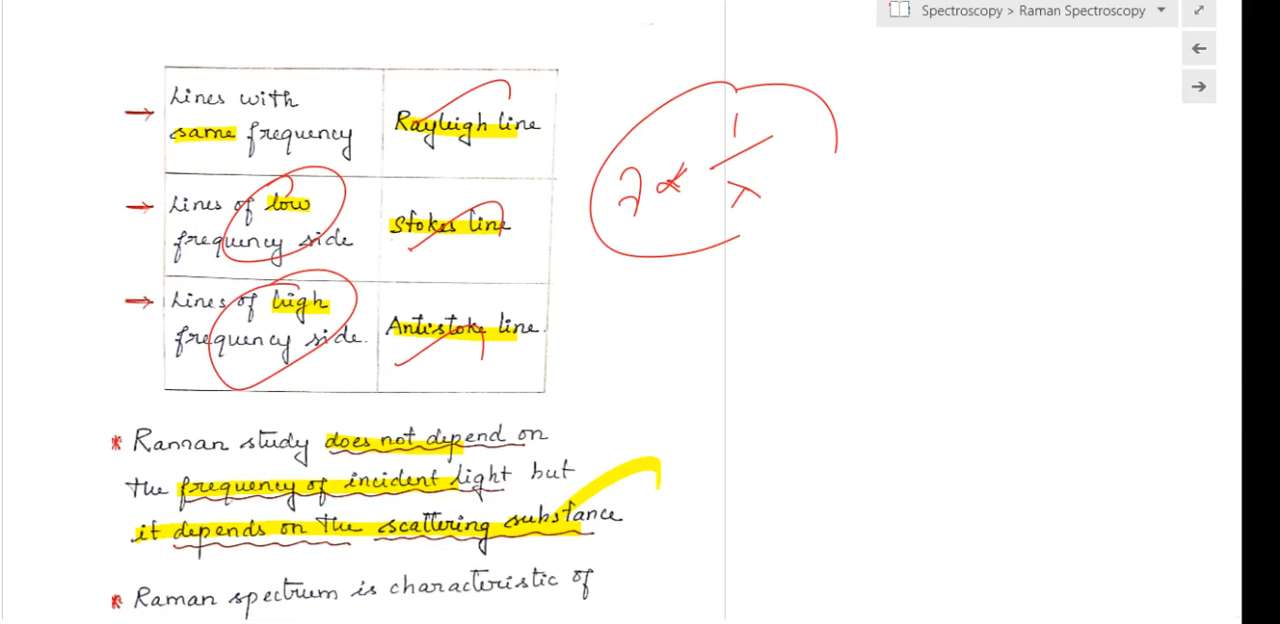 Spectroscopy > Raman Spectroscopy
Lines with
same frequency
Rayleigh line
Lines of low
frequency side
Stokes line
Lines of high
frequency side.
Antistoke line.
* Raman study does not depend on
the frequency of incident light but
it depends on the scattering substance
* Raman spectrum is characteristic of